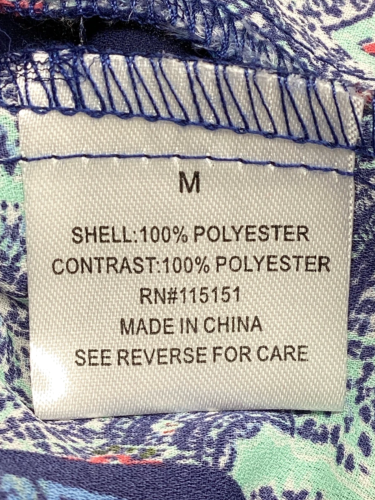 M
SHELL:100% POLYESTER
CONTRAST:100% POLYESTER
RN#115151
MADE IN CHINA
SEE REVERSE FOR CARE